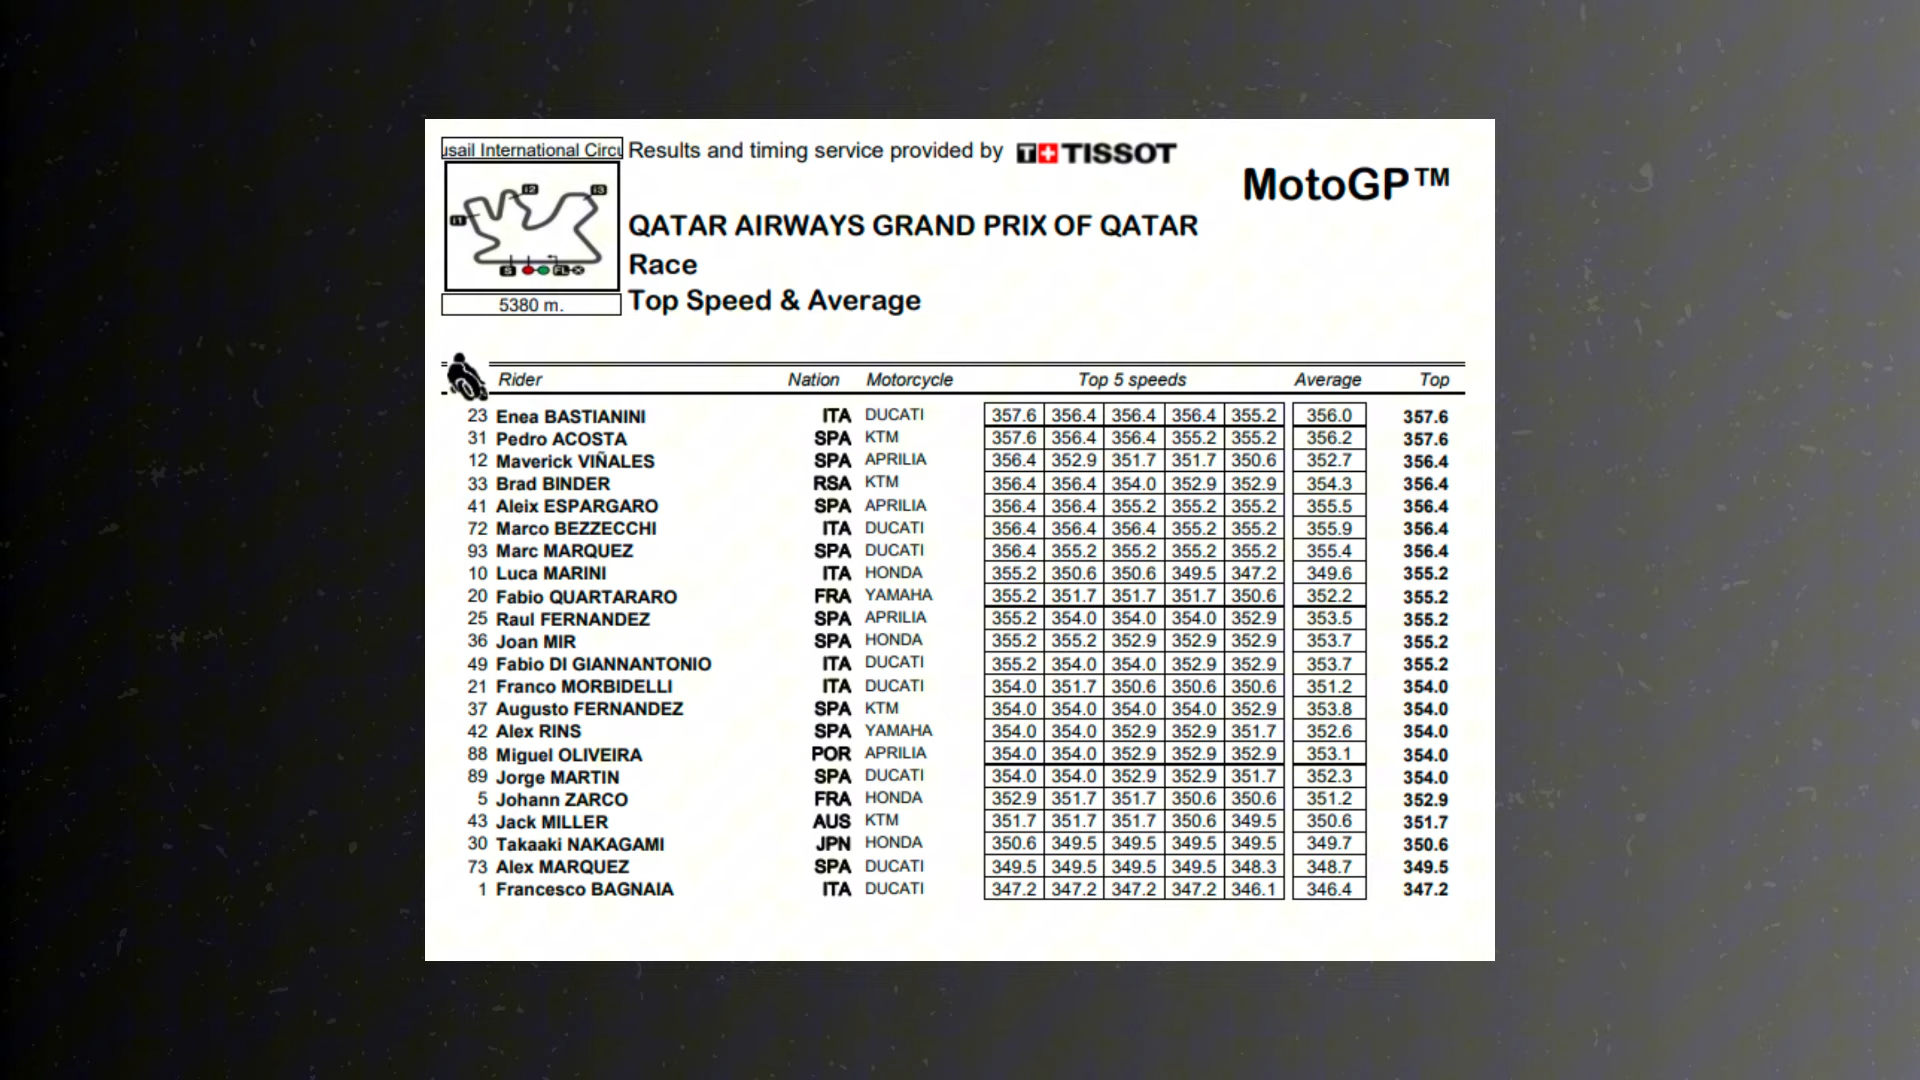 usail International Circu
Results and timing service provided by T+TISSOT
MotoGP™
I1
I2
I3
S
FL
QATAR AIRWAYS GRAND PRIX OF QATAR
Race
Top Speed & Average
5380 m.
Rider Nation Motorcycle Top 5 speeds Average Top
23 Enea BASTIANINI ITA DUCATI 357.6 356.4 356.4 356.4 355.2 356.0 357.6
31 Pedro ACOSTA SPA KTM 357.6 356.4 356.4 355.2 355.2 356.2 357.6
12 Maverick VIÑALES SPA APRILIA 356.4 352.9 351.7 351.7 350.6 352.7 356.4
33 Brad BINDER RSA KTM 356.4 356.4 354.0 352.9 352.9 354.3 356.4
41 Aleix ESPARGARO SPA APRILIA 356.4 356.4 355.2 355.2 355.2 355.5 356.4
72 Marco BEZZECCHI ITA DUCATI 356.4 356.4 356.4 355.2 355.2 355.9 356.4
93 Marc MARQUEZ SPA DUCATI 356.4 355.2 355.2 355.2 355.2 355.4 356.4
10 Luca MARINI ITA HONDA 355.2 350.6 350.6 349.5 347.2 349.6 355.2
20 Fabio QUARTARARO FRA YAMAHA 355.2 351.7 351.7 351.7 350.6 352.2 355.2
25 Raul FERNANDEZ SPA APRILIA 355.2 354.0 354.0 354.0 352.9 353.5 355.2
36 Joan MIR SPA HONDA 355.2 355.2 352.9 352.9 352.9 353.7 355.2
49 Fabio DI GIANNANTONIO ITA DUCATI 355.2 354.0 354.0 352.9 352.9 353.7 355.2
21 Franco MORBIDELLI ITA DUCATI 354.0 351.7 350.6 350.6 350.6 351.2 354.0
37 Augusto FERNANDEZ SPA KTM 354.0 354.0 354.0 354.0 352.9 353.8 354.0
42 Alex RINS SPA YAMAHA 354.0 354.0 352.9 352.9 351.7 352.6 354.0
88 Miguel OLIVEIRA POR APRILIA 354.0 354.0 352.9 352.9 352.9 353.1 354.0
89 Jorge MARTIN SPA DUCATI 354.0 354.0 352.9 352.9 351.7 352.3 354.0
5 Johann ZARCO FRA HONDA 352.9 351.7 351.7 350.6 350.6 351.2 352.9
43 Jack MILLER AUS KTM 351.7 351.7 351.7 350.6 349.5 350.6 351.7
30 Takaaki NAKAGAMI JPN HONDA 350.6 349.5 349.5 349.5 349.5 349.7 350.6
73 Alex MARQUEZ SPA DUCATI 349.5 349.5 349.5 349.5 348.3 348.7 349.5
1 Francesco BAGNAIA ITA DUCATI 347.2 347.2 347.2 347.2 346.1 346.4 347.2